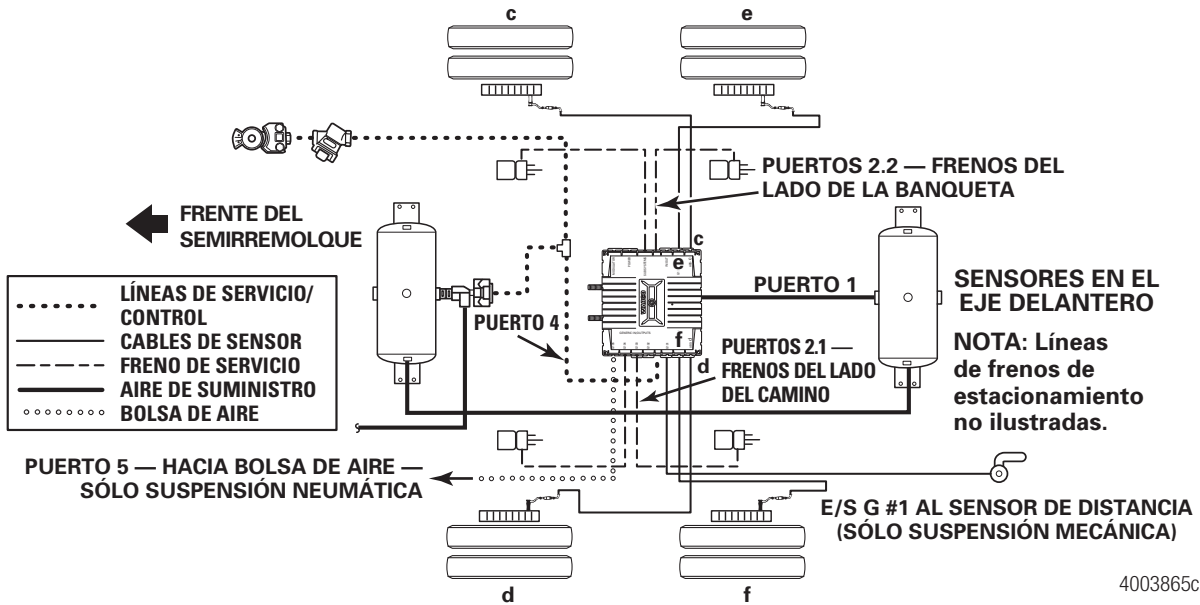 c
e
PUERTOS 2.2 — FRENOS DEL
LADO DE LA BANQUETA
FRENTE DEL
SEMIRREMOLQUE
c
e
LÍNEAS DE SERVICIO/
CONTROL
CABLES DE SENSOR
FRENO DE SERVICIO
AIRE DE SUMINISTRO
BOLSA DE AIRE
PUERTO 4
PUERTO 1
SENSORES EN EL
EJE DELANTERO
NOTA: Líneas
de frenos de
estacionamiento
no ilustradas.
f
d
PUERTOS 2.1 —
FRENOS DEL LADO
DEL CAMINO
PUERTO 5 — HACIA BOLSA DE AIRE —
SÓLO SUSPENSIÓN NEUMÁTICA
E/S G #1 AL SENSOR DE DISTANCIA
(SÓLO SUSPENSIÓN MECÁNICA)
d
f
4003865c